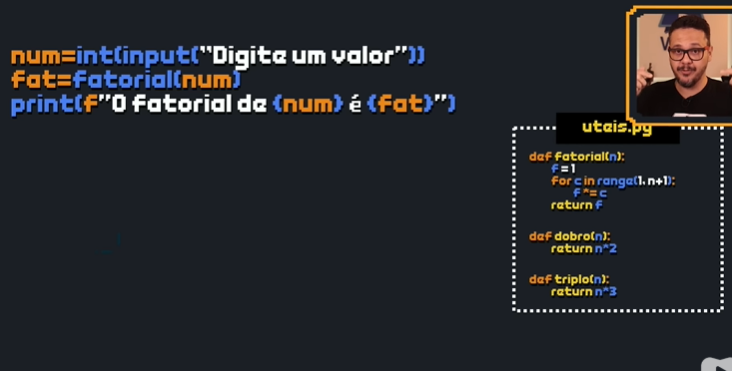 num=int(input("Digite um valor"))
fat=fatorial(num)
print(f"O fatorial de {num} é {fat}")
uteis.py
def fatorial(n):
f = 1
for c in range(1, n+1):
f *= c
return f
def dobro(n):
return n*2
def triplo(n):
return n*3